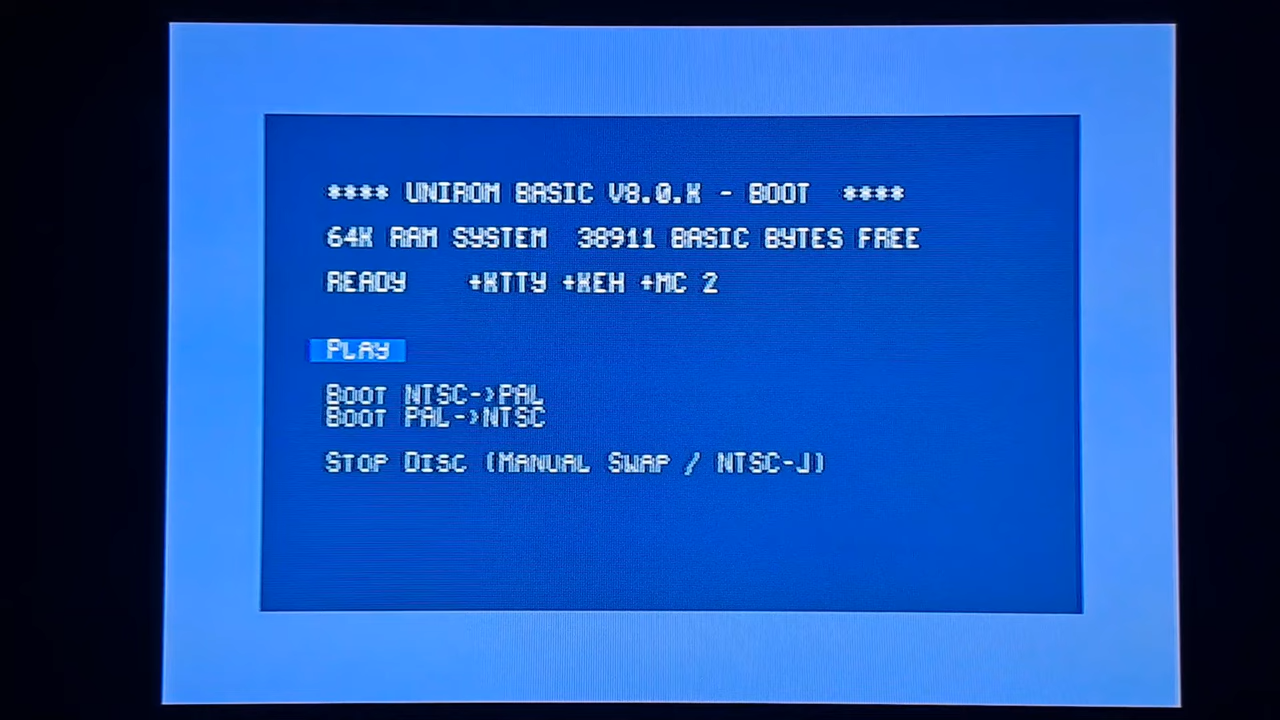 **** UNIROM BASIC V8.0.X - BOOT ****
64K RAM SYSTEM 38911 BASIC BYTES FREE
READY +KTTY +KEH +MC 2
PLAY
BOOT NTSC->PAL
BOOT PAL->NTSC
STOP DISC (MANUAL SWAP / NTSC-J)